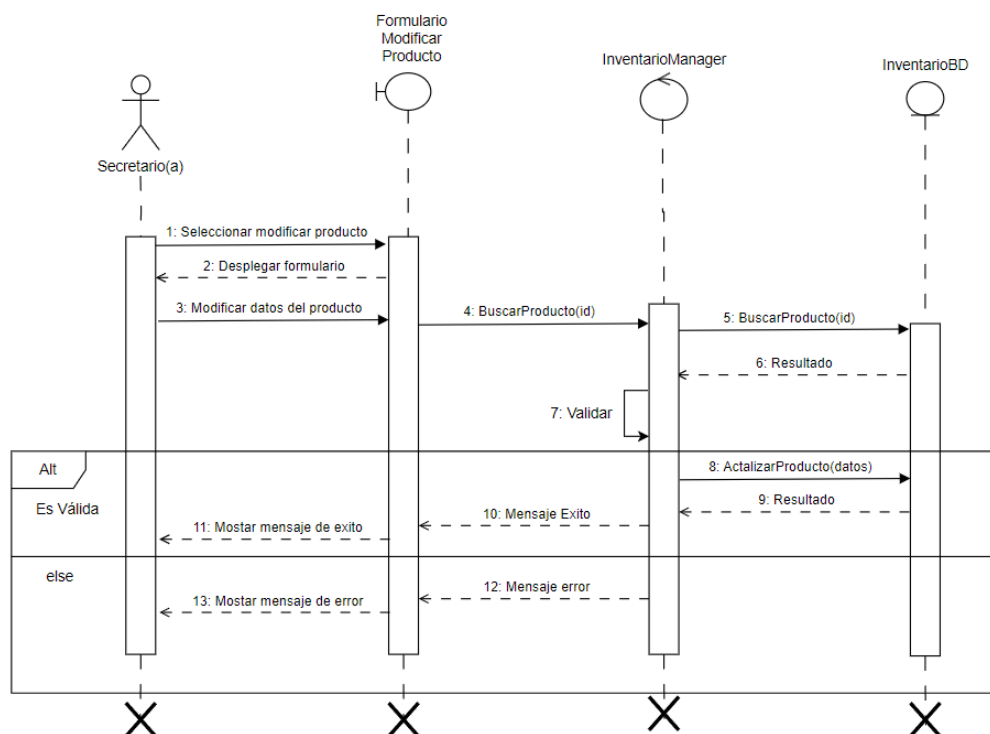 Formulario
Modificar
Producto
InventarioManager
InventarioBD
Secretario(a)
1: Seleccionar modificar producto
2: Desplegar formulario
3: Modificar datos del producto
4: BuscarProducto(id)
5: BuscarProducto(id)
6: Resultado
7: Validar
Alt
8: ActalizarProducto(datos)
Es Válida
9: Resultado
10: Mensaje Exito
11: Mostar mensaje de exito
else
12: Mensaje error
13: Mostar mensaje de error